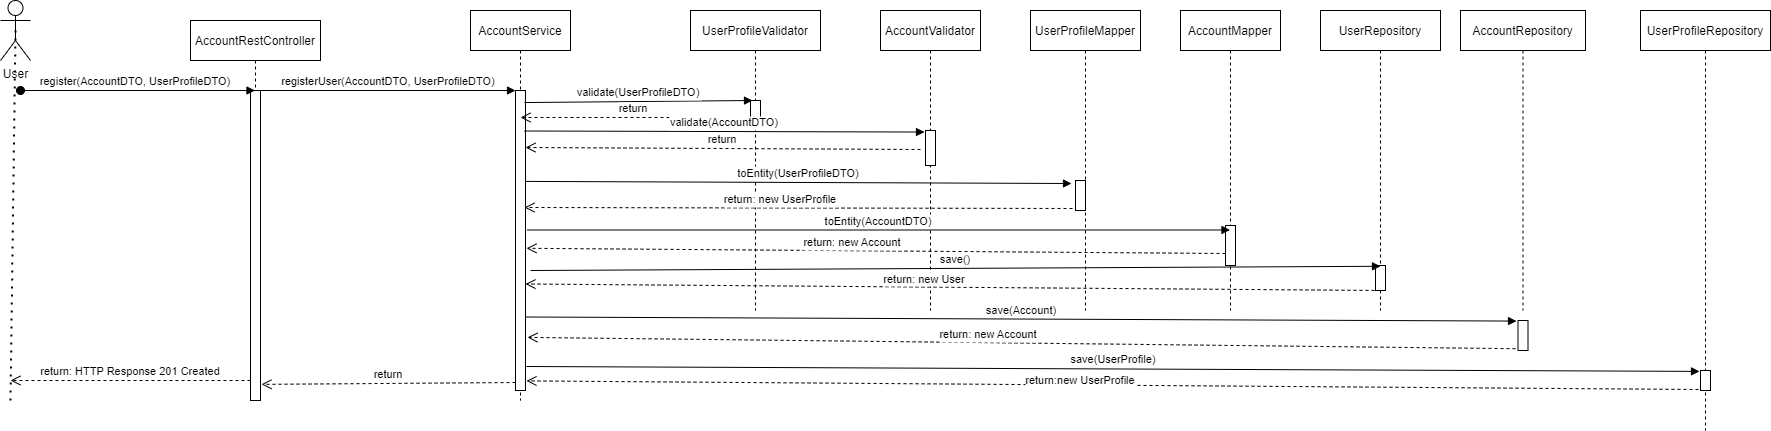 AccountRestController
AccountService
UserProfileValidator
AccountValidator
UserProfileMapper
AccountMapper
UserRepository
AccountRepository
UserProfileRepository
User
register(AccountDTO, UserProfileDTO)
registerUser(AccountDTO, UserProfileDTO)
validate(UserProfileDTO)
return
validate(AccountDTO)
return
toEntity(UserProfileDTO)
return: new UserProfile
toEntity(AccountDTO)
return: new Account
save()
return: new User
save(Account)
return: new Account
save(UserProfile)
return:new UserProfile
return
return: HTTP Response 201 Created